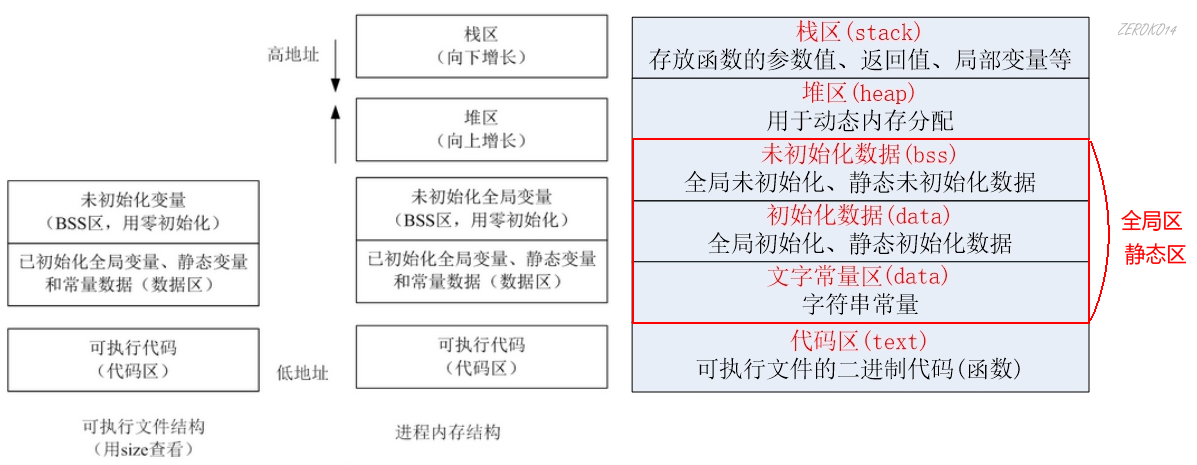 未初始化变量
（BSS区，用零初始化）
已初始化全局变量、静态变量
和常量数据（数据区）
可执行代码
（代码区）
可执行文件结构
（用size查看）
高地址
低地址
栈区
（向下增长）
堆区
（向上增长）
未初始化全局变量
（BSS区，用零初始化）
已初始化全局变量、静态变量
和常量数据（数据区）
可执行代码
（代码区）
进程内存结构
栈区(stack)
存放函数的参数值、返回值、局部变量等
堆区(heap)
用于动态内存分配
未初始化数据(bss)
全局未初始化、静态未初始化数据
初始化数据(data)
全局初始化、静态初始化数据
文字常量区(data)
字符串常量
代码区(text)
可执行文件的二进制代码(函数)
全局区
静态区
ZEROKO14